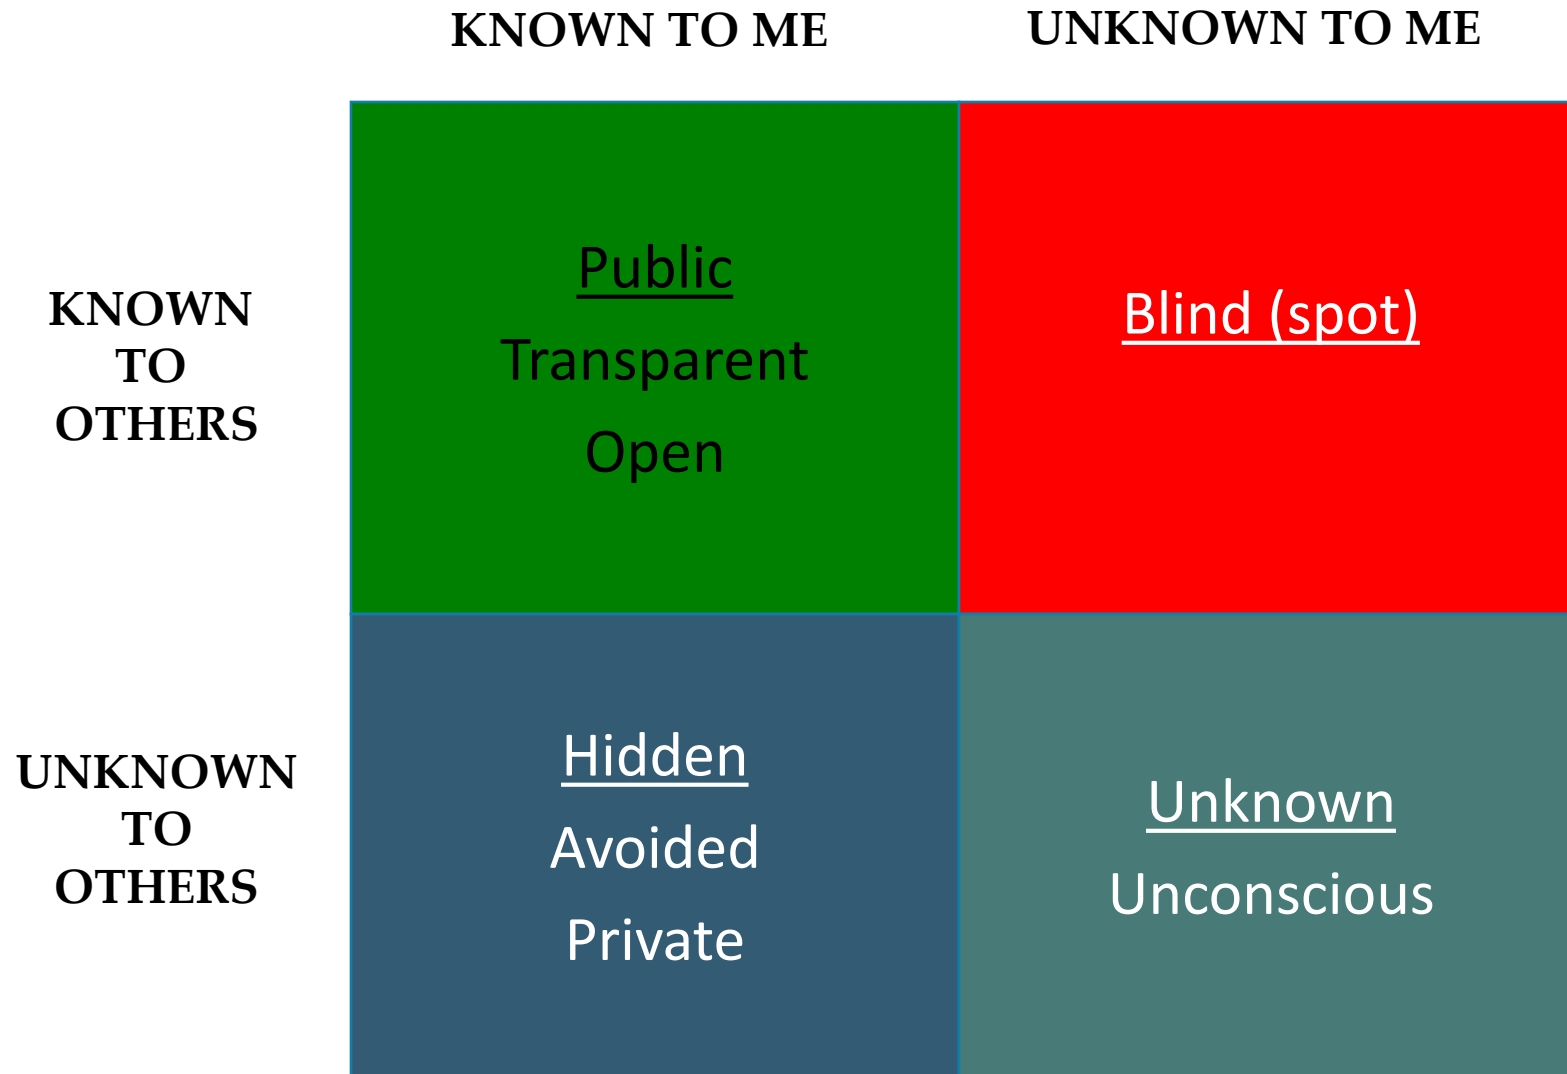 KNOWN TO ME
UNKNOWN TO ME
KNOWN
TO
OTHERS
Public
Transparent
Open
Blind (spot)
UNKNOWN
TO
OTHERS
Hidden
Avoided
Private
Unknown
Unconscious